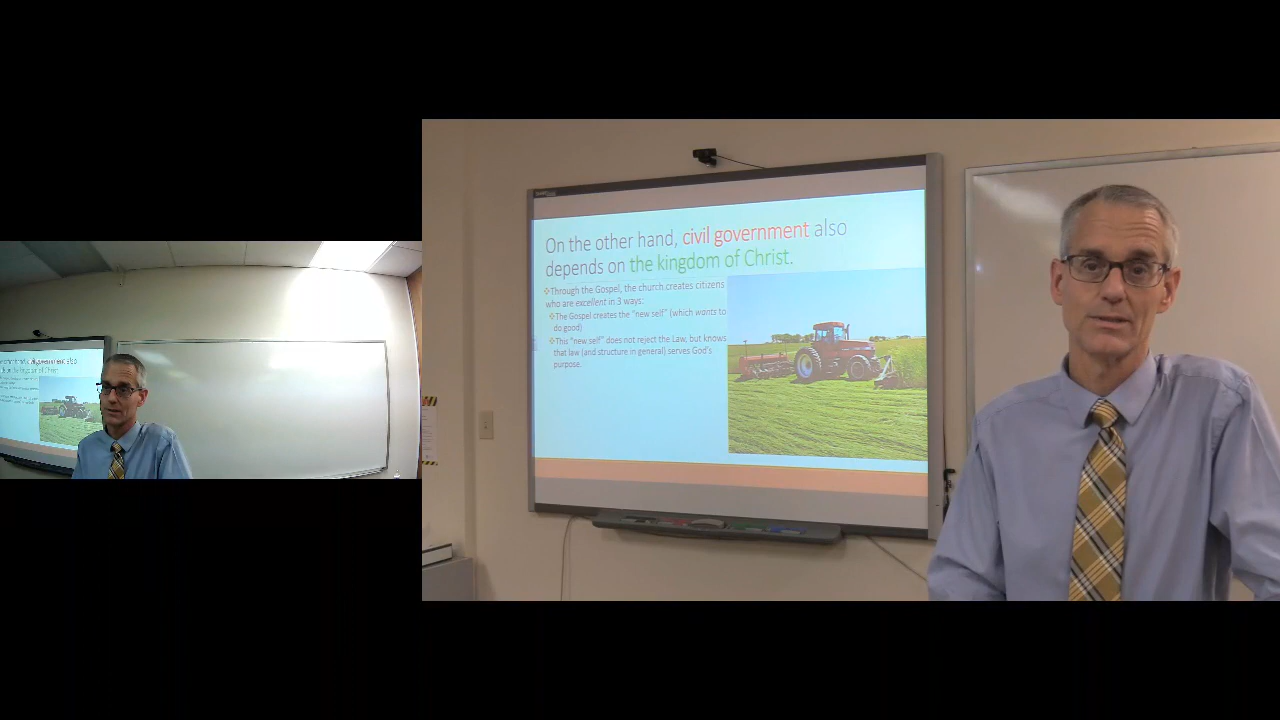 On the other hand, civil government also
depends on the kingdom of Christ.
Through the Gospel, the church creates citizens
who are excellent in 3 ways:
The Gospel creates the "new self" (which wants to
do good)
This "new self" does not reject the Law, but knows
that law (and structure in general) serves God's
purpose.